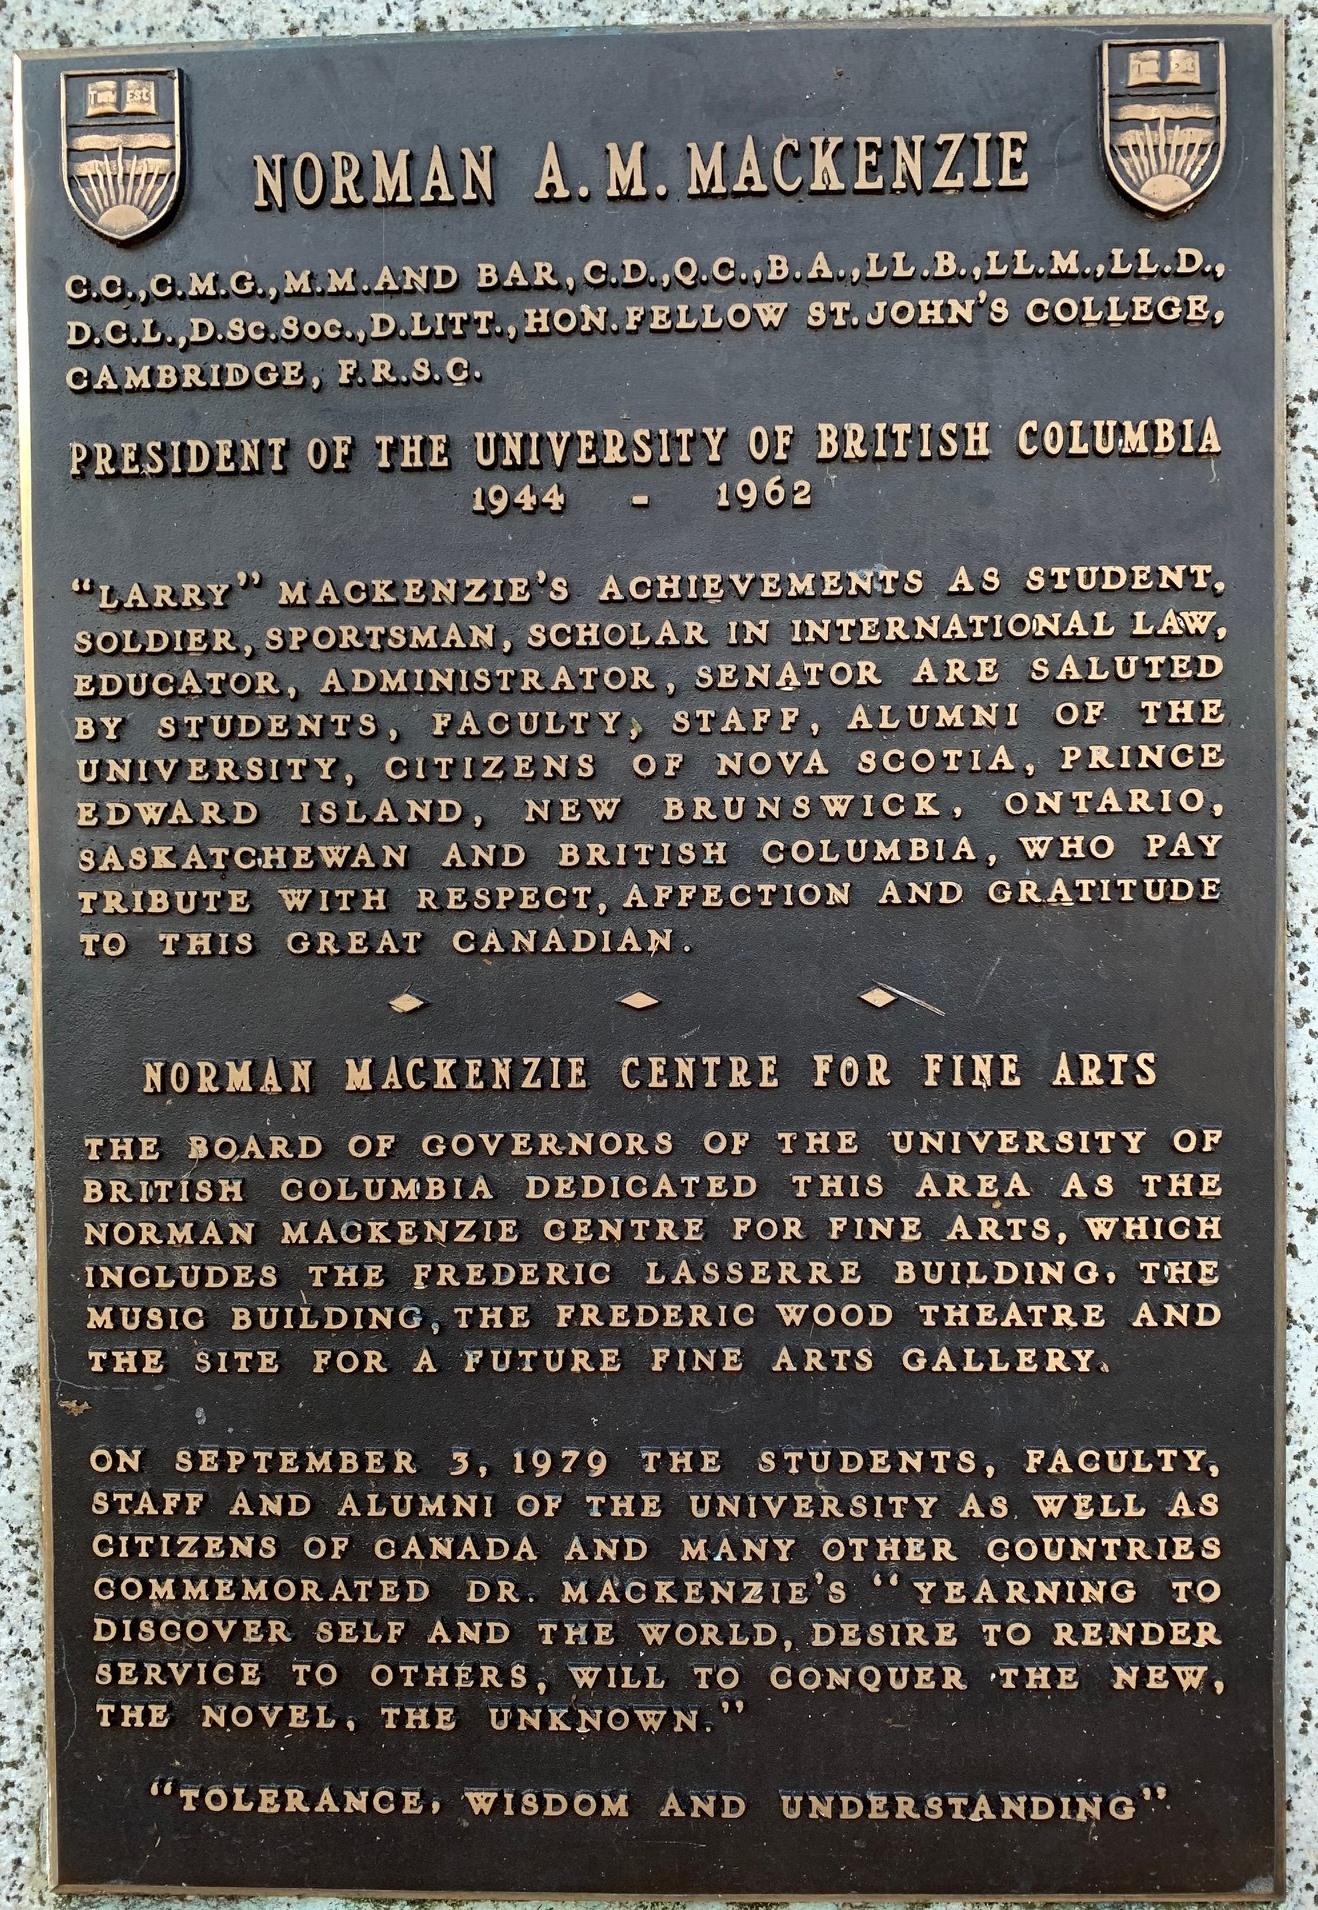 TUUM EST
NORMAN A. M. MACKENZIE
C.C., C.M.G., M.M. AND BAR, C.D., Q.C., B.A., LL.B., LL.M., LL.D.,
D.C.L., D.Sc.Soc., D.LITT., HON. FELLOW ST. JOHN'S COLLEGE,
CAMBRIDGE, F.R.S.C.
PRESIDENT OF THE UNIVERSITY OF BRITISH COLUMBIA
1944 - 1962
"LARRY" MACKENZIE'S ACHIEVEMENTS AS STUDENT,
SOLDIER, SPORTSMAN, SCHOLAR IN INTERNATIONAL LAW,
EDUCATOR, ADMINISTRATOR, SENATOR ARE SALUTED
BY STUDENTS, FACULTY, STAFF, ALUMNI OF THE
UNIVERSITY, CITIZENS OF NOVA SCOTIA, PRINCE
EDWARD ISLAND, NEW BRUNSWICK, ONTARIO,
SASKATCHEWAN AND BRITISH COLUMBIA, WHO PAY
TRIBUTE WITH RESPECT, AFFECTION AND GRATITUDE
TO THIS GREAT CANADIAN.
NORMAN MACKENZIE CENTRE FOR FINE ARTS
THE BOARD OF GOVERNORS OF THE UNIVERSITY OF
BRITISH COLUMBIA DEDICATED THIS AREA AS THE
NORMAN MACKENZIE CENTRE FOR FINE ARTS, WHICH
INCLUDES THE FREDERIC LASSERRE BUILDING, THE
MUSIC BUILDING, THE FREDERIC WOOD THEATRE AND
THE SITE FOR A FUTURE FINE ARTS GALLERY.
ON SEPTEMBER 3, 1979 THE STUDENTS, FACULTY,
STAFF AND ALUMNI OF THE UNIVERSITY AS WELL AS
CITIZENS OF CANADA AND MANY OTHER COUNTRIES
COMMEMORATED DR. MACKENZIE'S "YEARNING TO
DISCOVER SELF AND THE WORLD, DESIRE TO RENDER
SERVICE TO OTHERS, WILL TO CONQUER THE NEW,
THE NOVEL, THE UNKNOWN."
"TOLERANCE, WISDOM AND UNDERSTANDING"